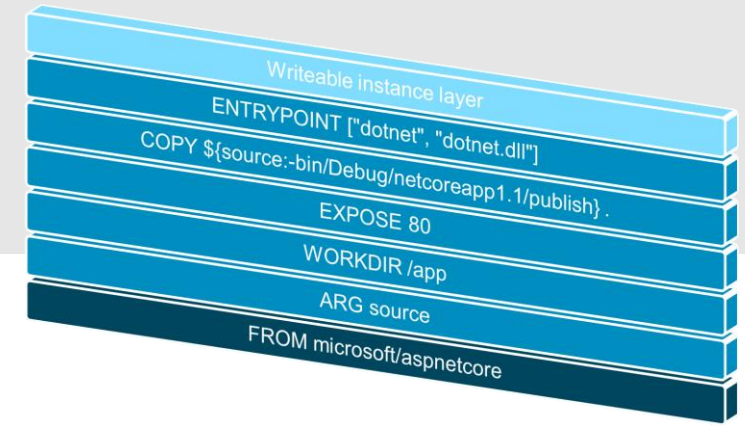 Writeable instance layer
ENTRYPOINT ["dotnet", "dotnet.dll"]
COPY ${source:-bin/Debug/netcoreapp1.1/publish} .
EXPOSE 80
WORKDIR /app
ARG source
FROM microsoft/aspnetcore